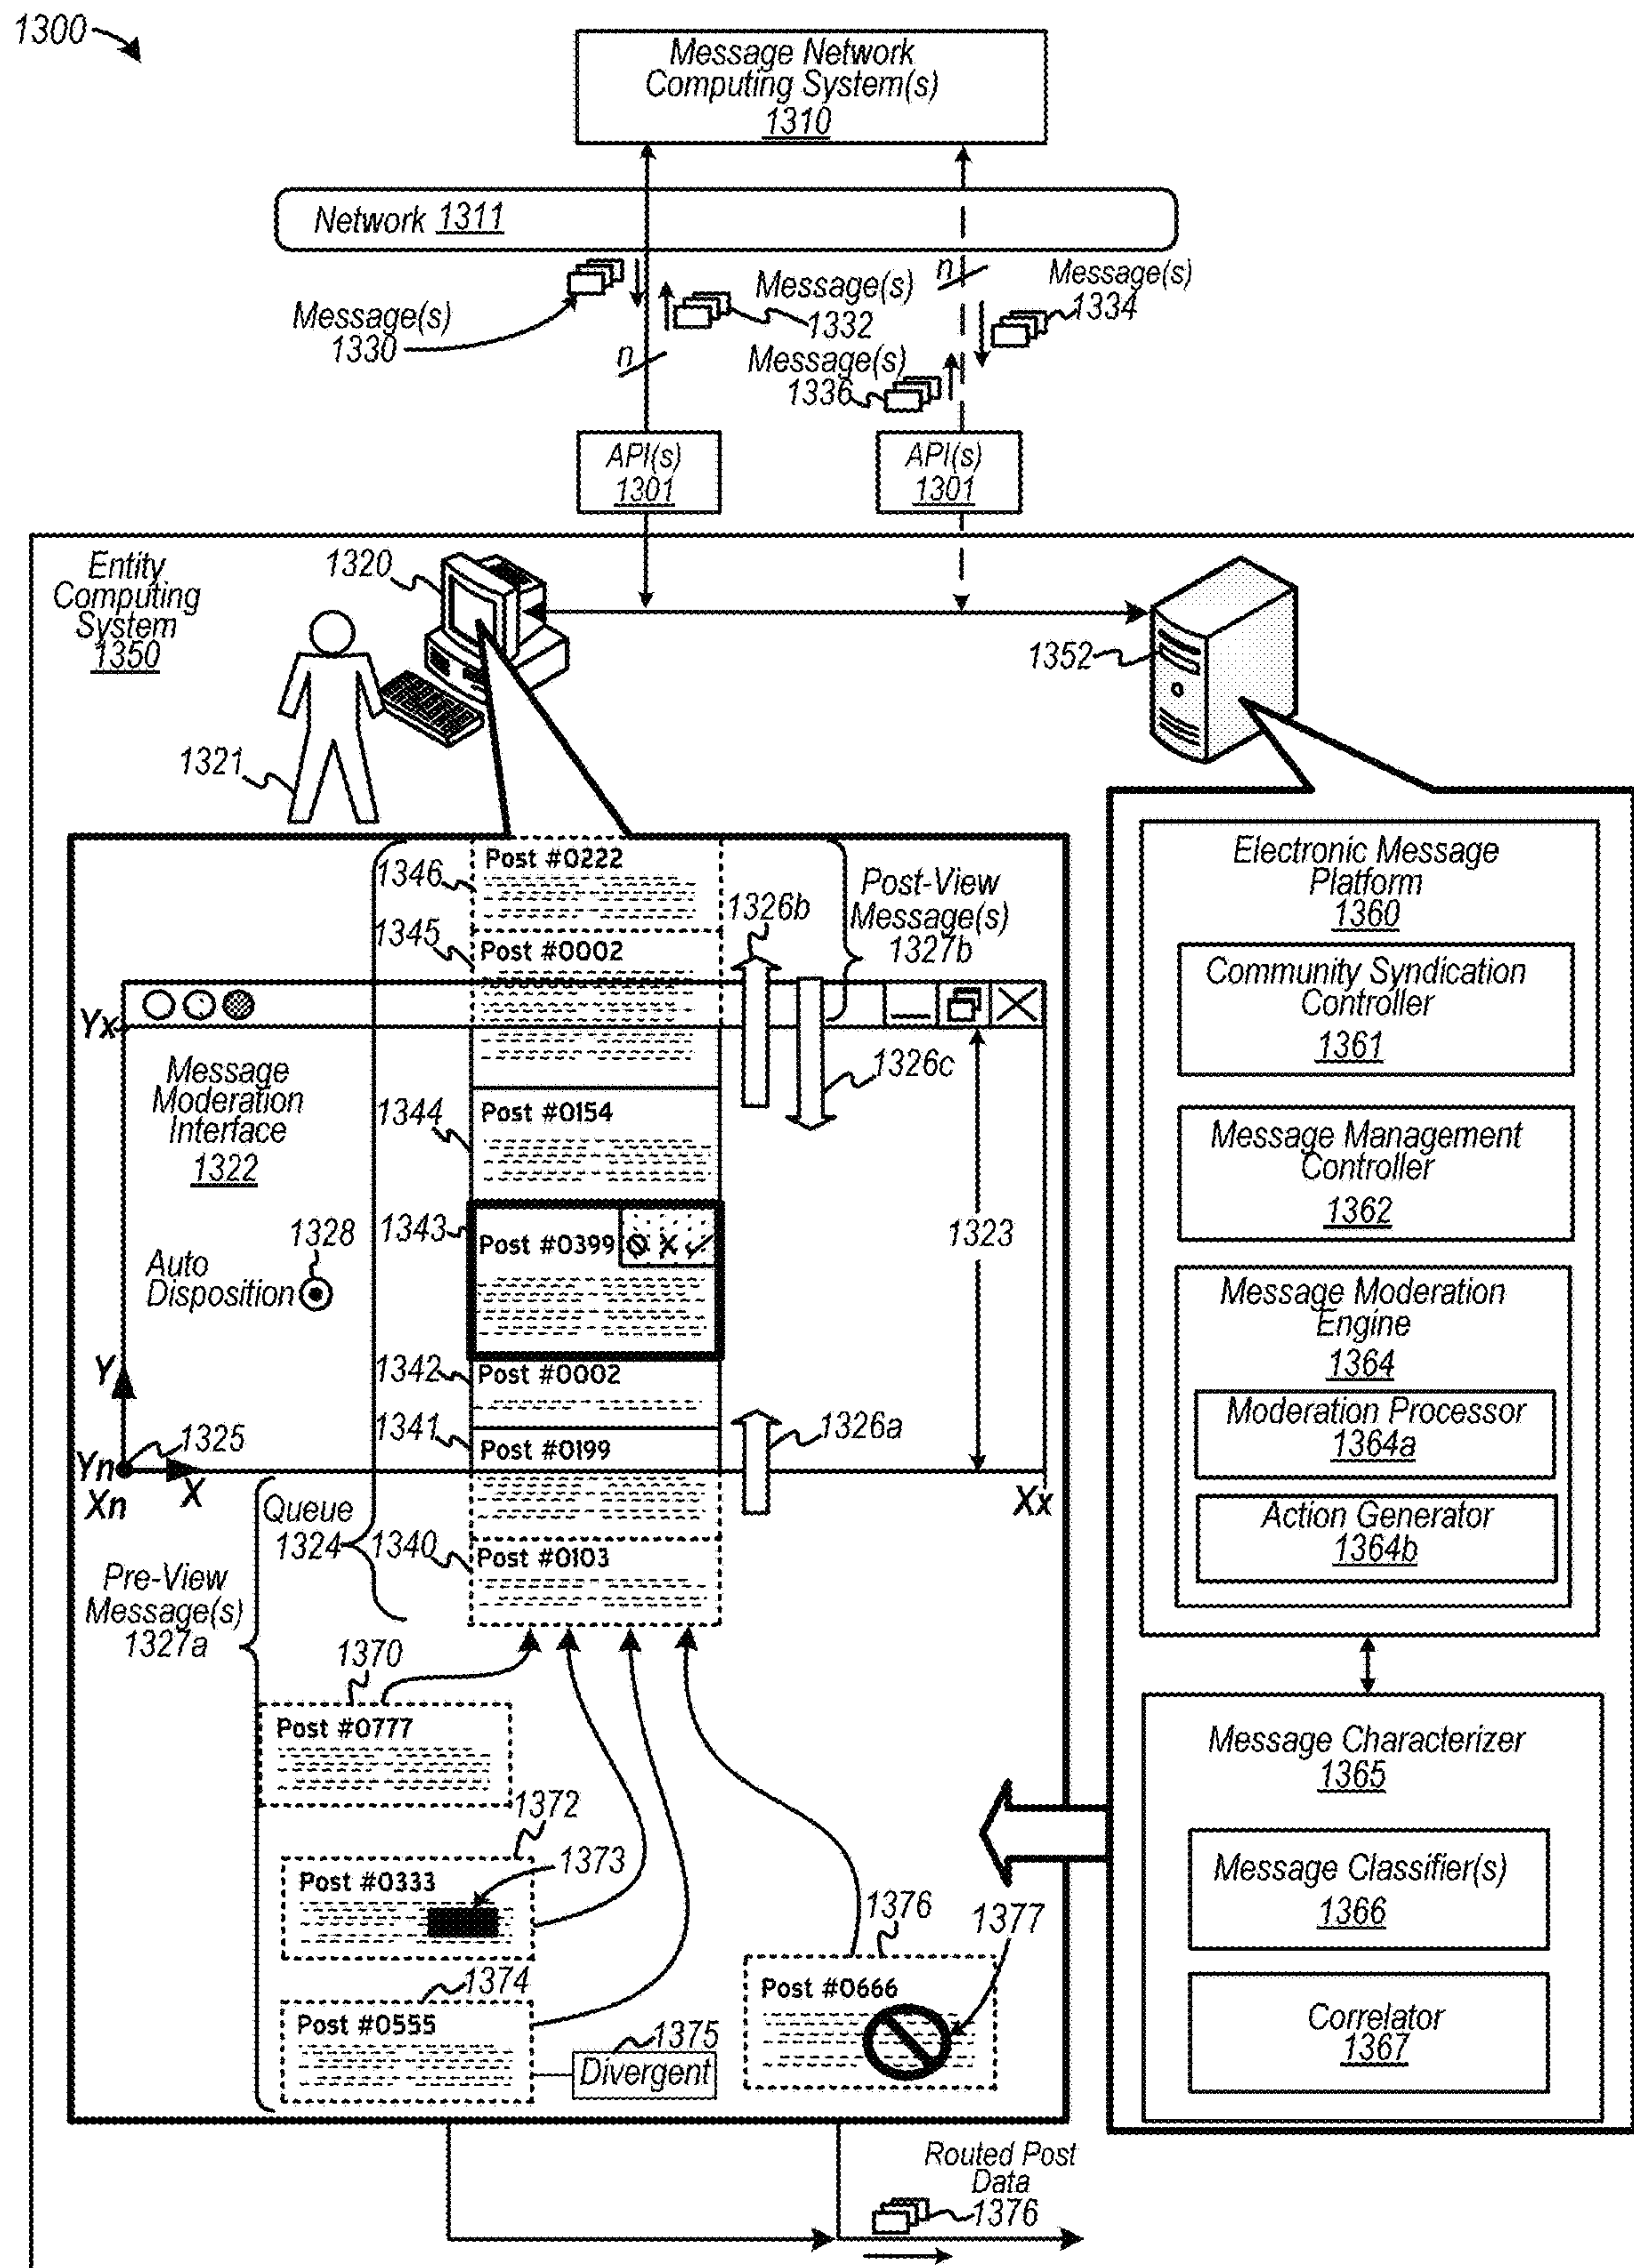 1300
Message Network
Computing System(s)
1310
Network 1311
Message(s)
1330
Message(s)
1332
n
Message(s)
1334
n
Message(s)
1336
API(s)
1301
API(s)
1301
Entity
Computing
System
1350
1320
1321
1352
Post #0222
1346
1345
Post #0002
1326b
Post-View
Message(s)
1327b
Yx
Message
Moderation
Interface
1322
1344
Post #0154
1326c
1323
1343
Post #0399
1328
Auto
Disposition
1342
Post #0002
Y
1341
Post #0199
1326a
1325
Yn
Xn
X
Xx
Queue
1324
1340
Post #0103
Pre-View
Message(s)
1327a
1370
Post #0777
1372
1373
Post #0333
1374
Post #0555
1375
Divergent
1376
1377
Post #0666
Electronic Message
Platform
1360
Community Syndication
Controller
1361
Message Management
Controller
1362
Message Moderation
Engine
1364
Moderation Processor
1364a
Action Generator
1364b
Message Characterizer
1365
Message Classifier(s)
1366
Correlator
1367
Routed Post
Data
1376